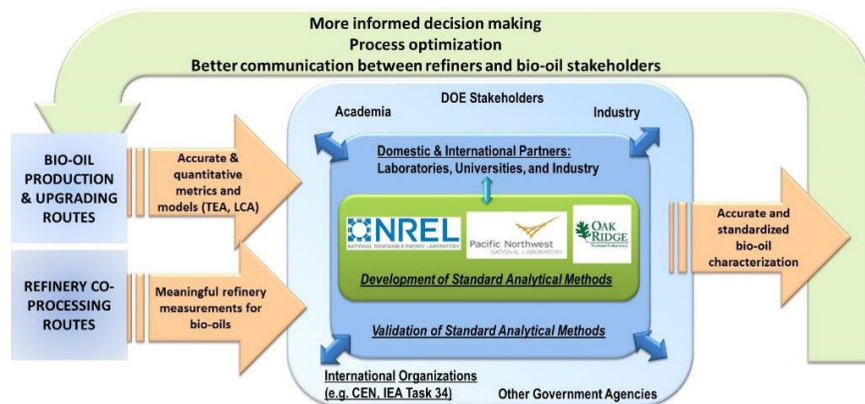 More informed decision making
Process optimization
Better communication between refiners and bio-oil stakeholders
DOE Stakeholders
Academia
Industry
BIO-OIL
PRODUCTION
& UPGRADING
ROUTES
Accurate &
quantitative
metrics and
models (TEA, LCA)
Domestic & International Partners:
Laboratories, Universities, and Industry
NREL
NATIONAL RENEWABLE ENERGY LABORATORY
Pacific Northwest
NATIONAL LABORATORY
OAK
RIDGE
National Laboratory
Development of Standard Analytical Methods
Accurate and
standardized
bio-oil
characterization
REFINERY CO-
PROCESSING
ROUTES
Meaningful refinery
measurements for
bio-oils
Validation of Standard Analytical Methods
International Organizations
(e.g. CEN, IEA Task 34)
Other Government Agencies